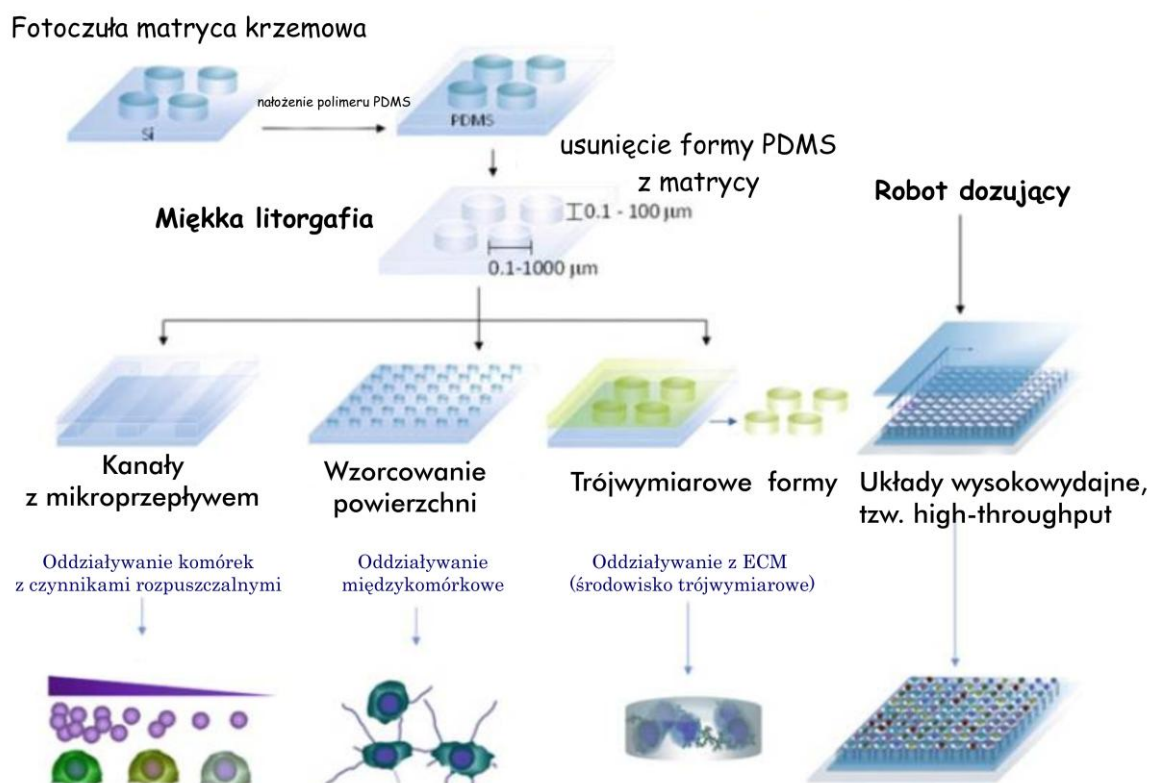 Fotoczuła matryca krzemowa
Si
nałożenie polimeru PDMS
PDMS
usunięcie formy PDMS
z matrycy
Miękka litorgafia
0.1 - 100 µm
0.1-1000 µm
Robot dozujący
Kanały
z mikroprzepływem
Wzorcowanie
powierzchni
Trójwymiarowe formy
Układy wysokowydajne,
tzw. high-throughput
Oddziaływanie komórek
z czynnikami rozpuszczalnymi
Oddziaływanie
międzykomórkowe
Oddziaływanie z ECM
(środowisko trójwymiarowe)